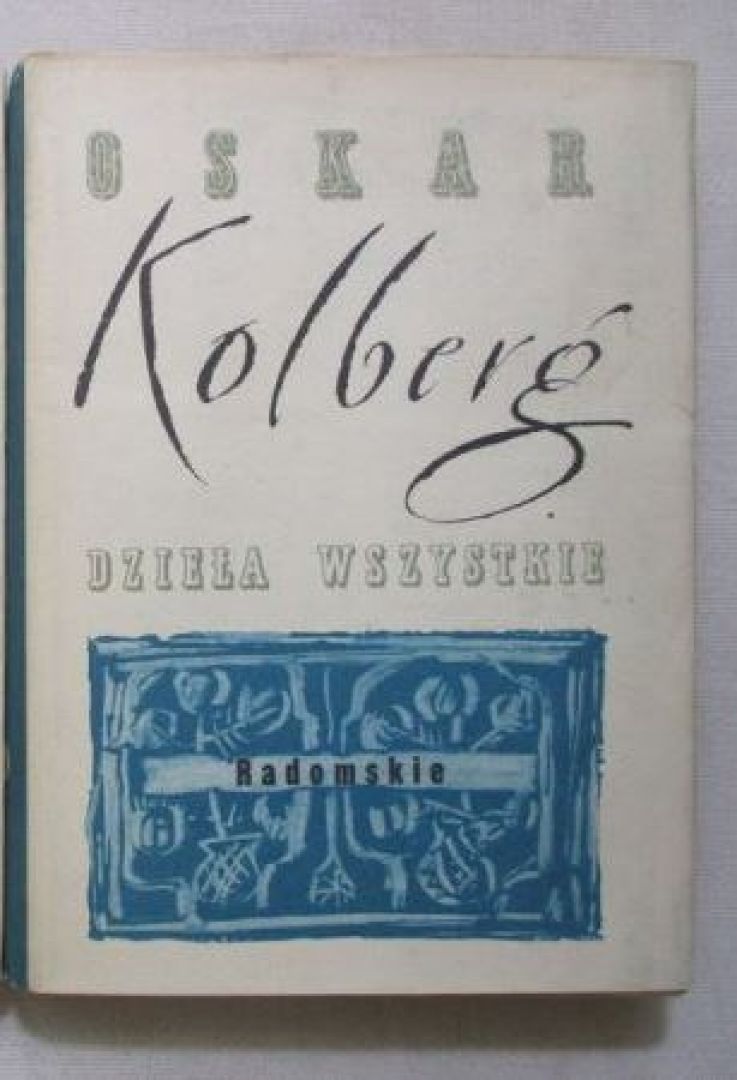 OSKAR
Kolberg
DZIEŁA WSZYSTKIE
Radomskie